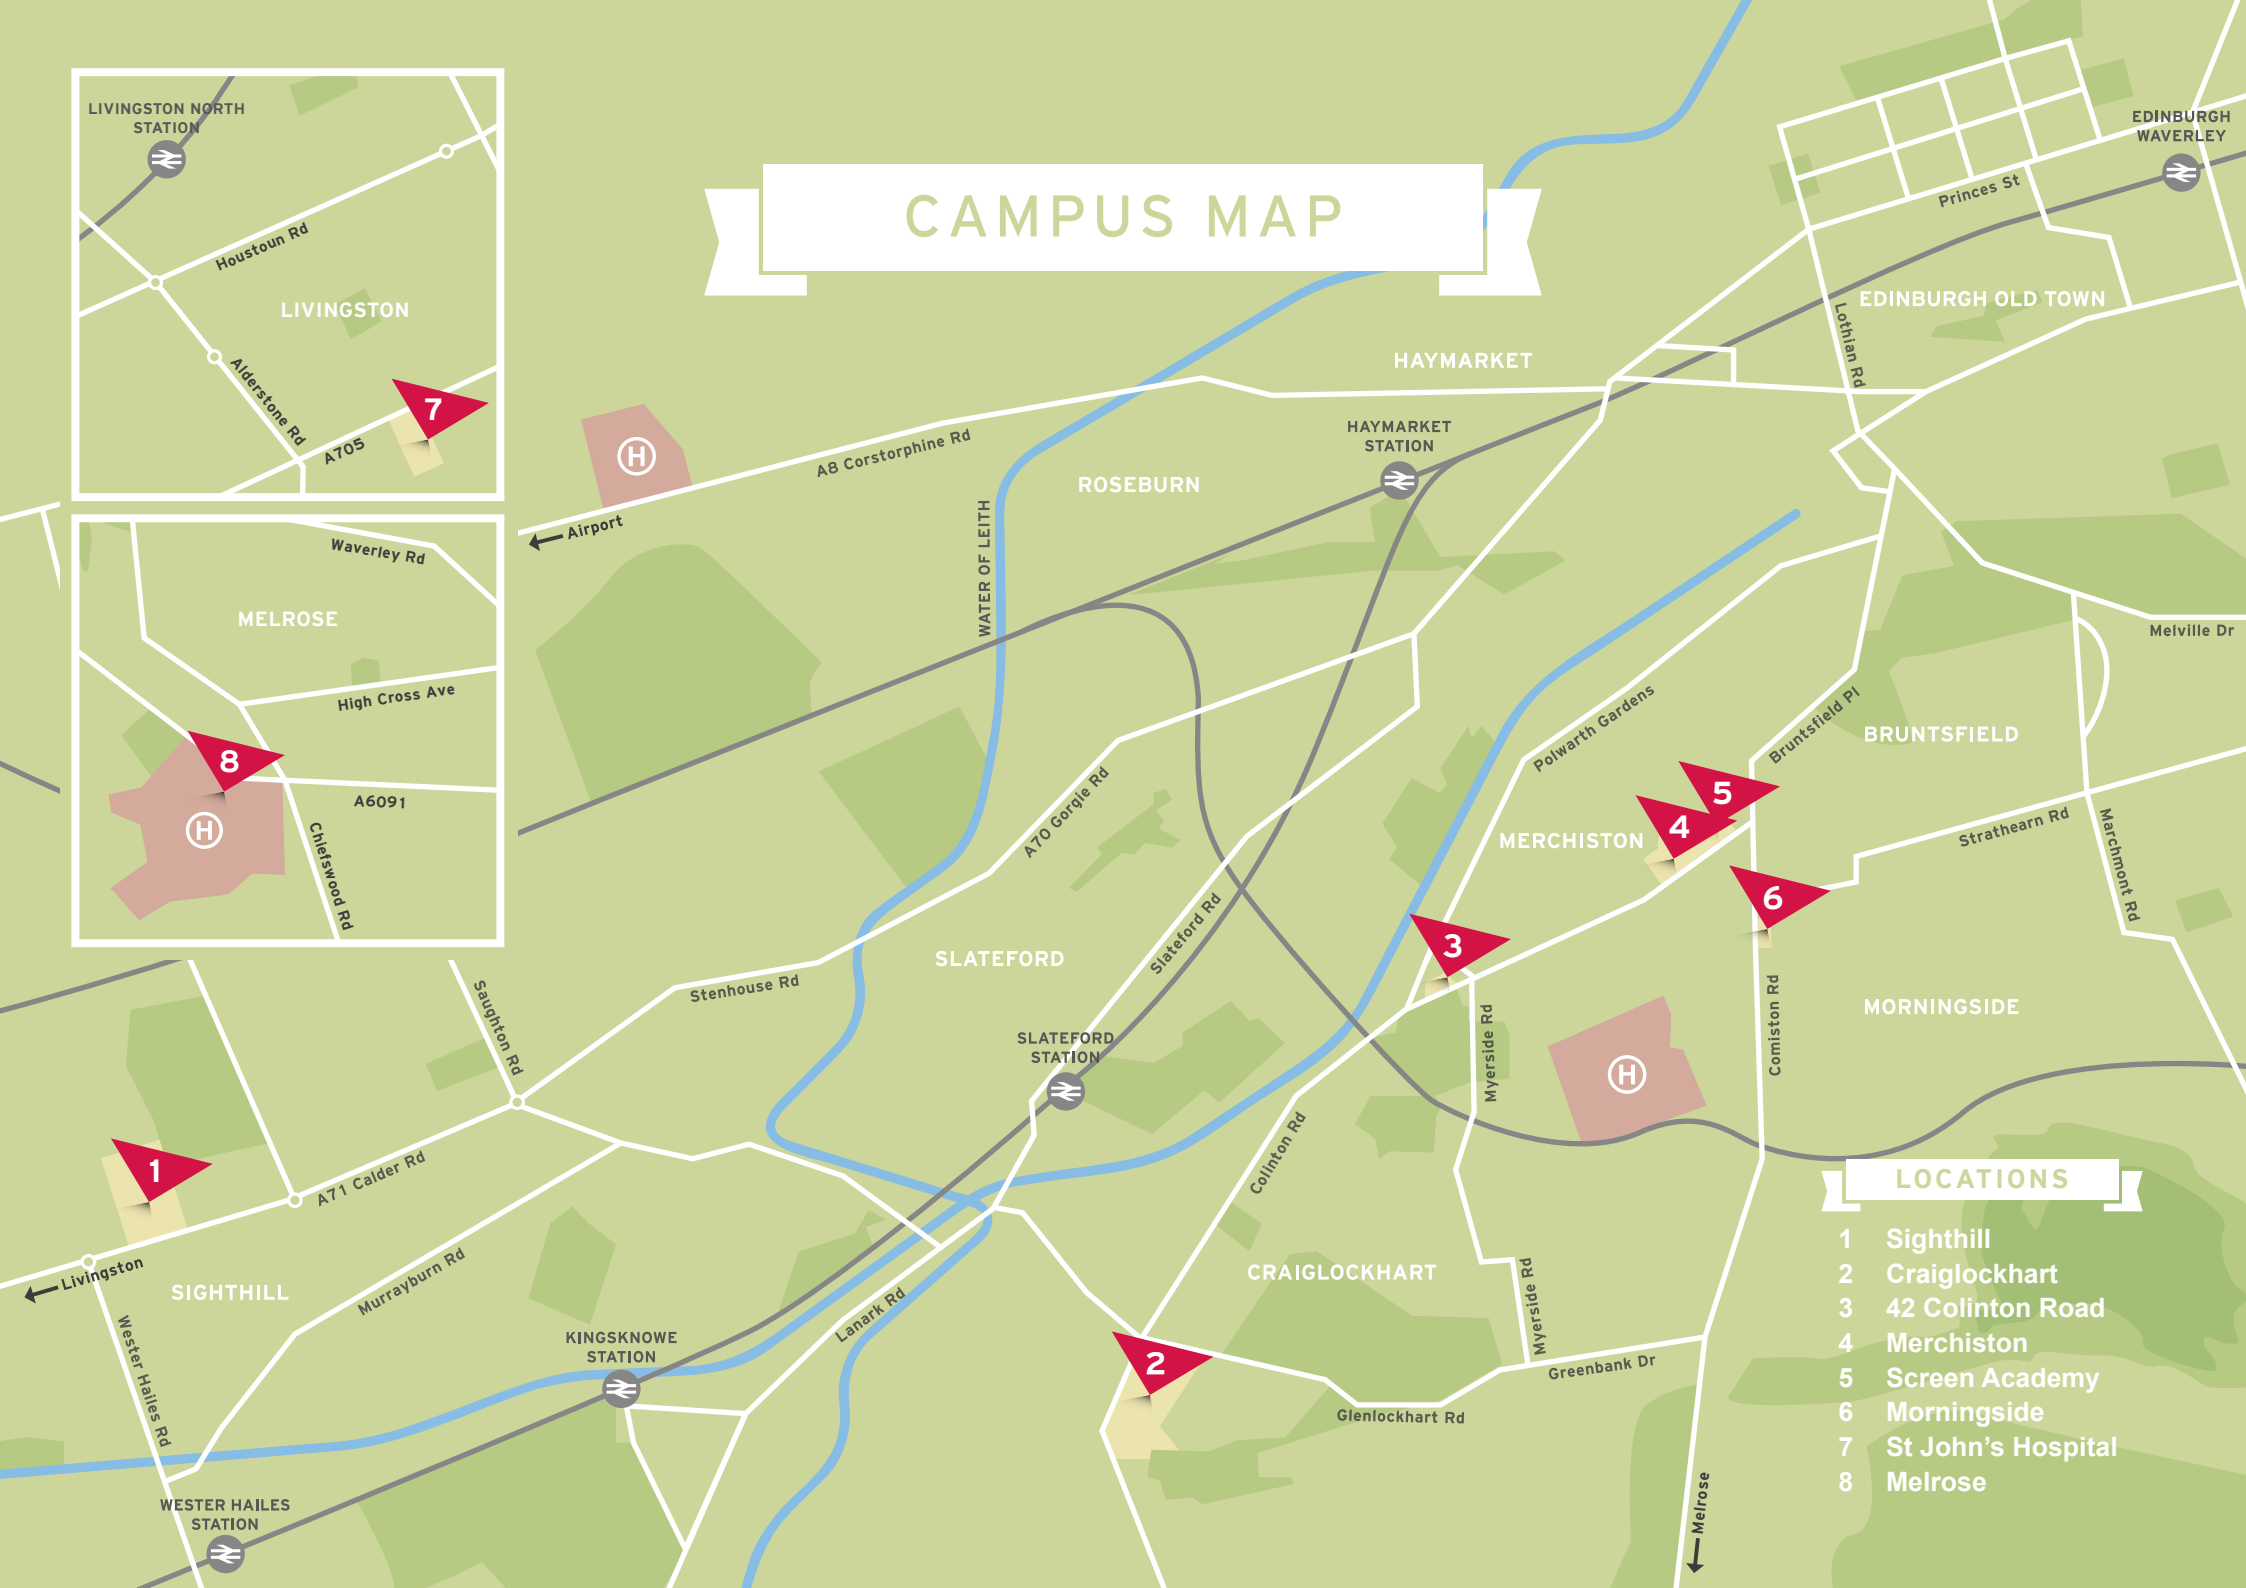 CAMPUS MAP
LIVINGSTON NORTH
STATION
Houstoun Rd
LIVINGSTON
Alderstone Rd
A705
7
Waverley Rd
MELROSE
High Cross Ave
8
H
A6091
Chiefswood Rd
EDINBURGH
WAVERLEY
Princes St
EDINBURGH OLD TOWN
Lothian Rd
HAYMARKET
HAYMARKET
STATION
A8 Corstorphine Rd
H
Airport
ROSEBURN
WATER OF LEITH
Melville Dr
Polwarth Gardens
Bruntsfield Pl
BRUNTSFIELD
A70 Gorgie Rd
MERCHISTON
5
4
Strathearn Rd
Marchmont Rd
6
3
SLATEFORD
Slateford Rd
Stenhouse Rd
Saughton Rd
SLATEFORD
STATION
Myerside Rd
H
Comiston Rd
MORNINGSIDE
1
A71 Calder Rd
Colinton Rd
Livingston
SIGHTHILL
Murrayburn Rd
Wester Hailes Rd
Lanark Rd
KINGSKNOWE
STATION
CRAIGLOCKHART
Myerside Rd
2
Greenbank Dr
Glenlockhart Rd
WESTER HAILES
STATION
Melrose
LOCATIONS
1 Sighthill
2 Craiglockhart
3 42 Colinton Road
4 Merchiston
5 Screen Academy
6 Morningside
7 St John’s Hospital
8 Melrose